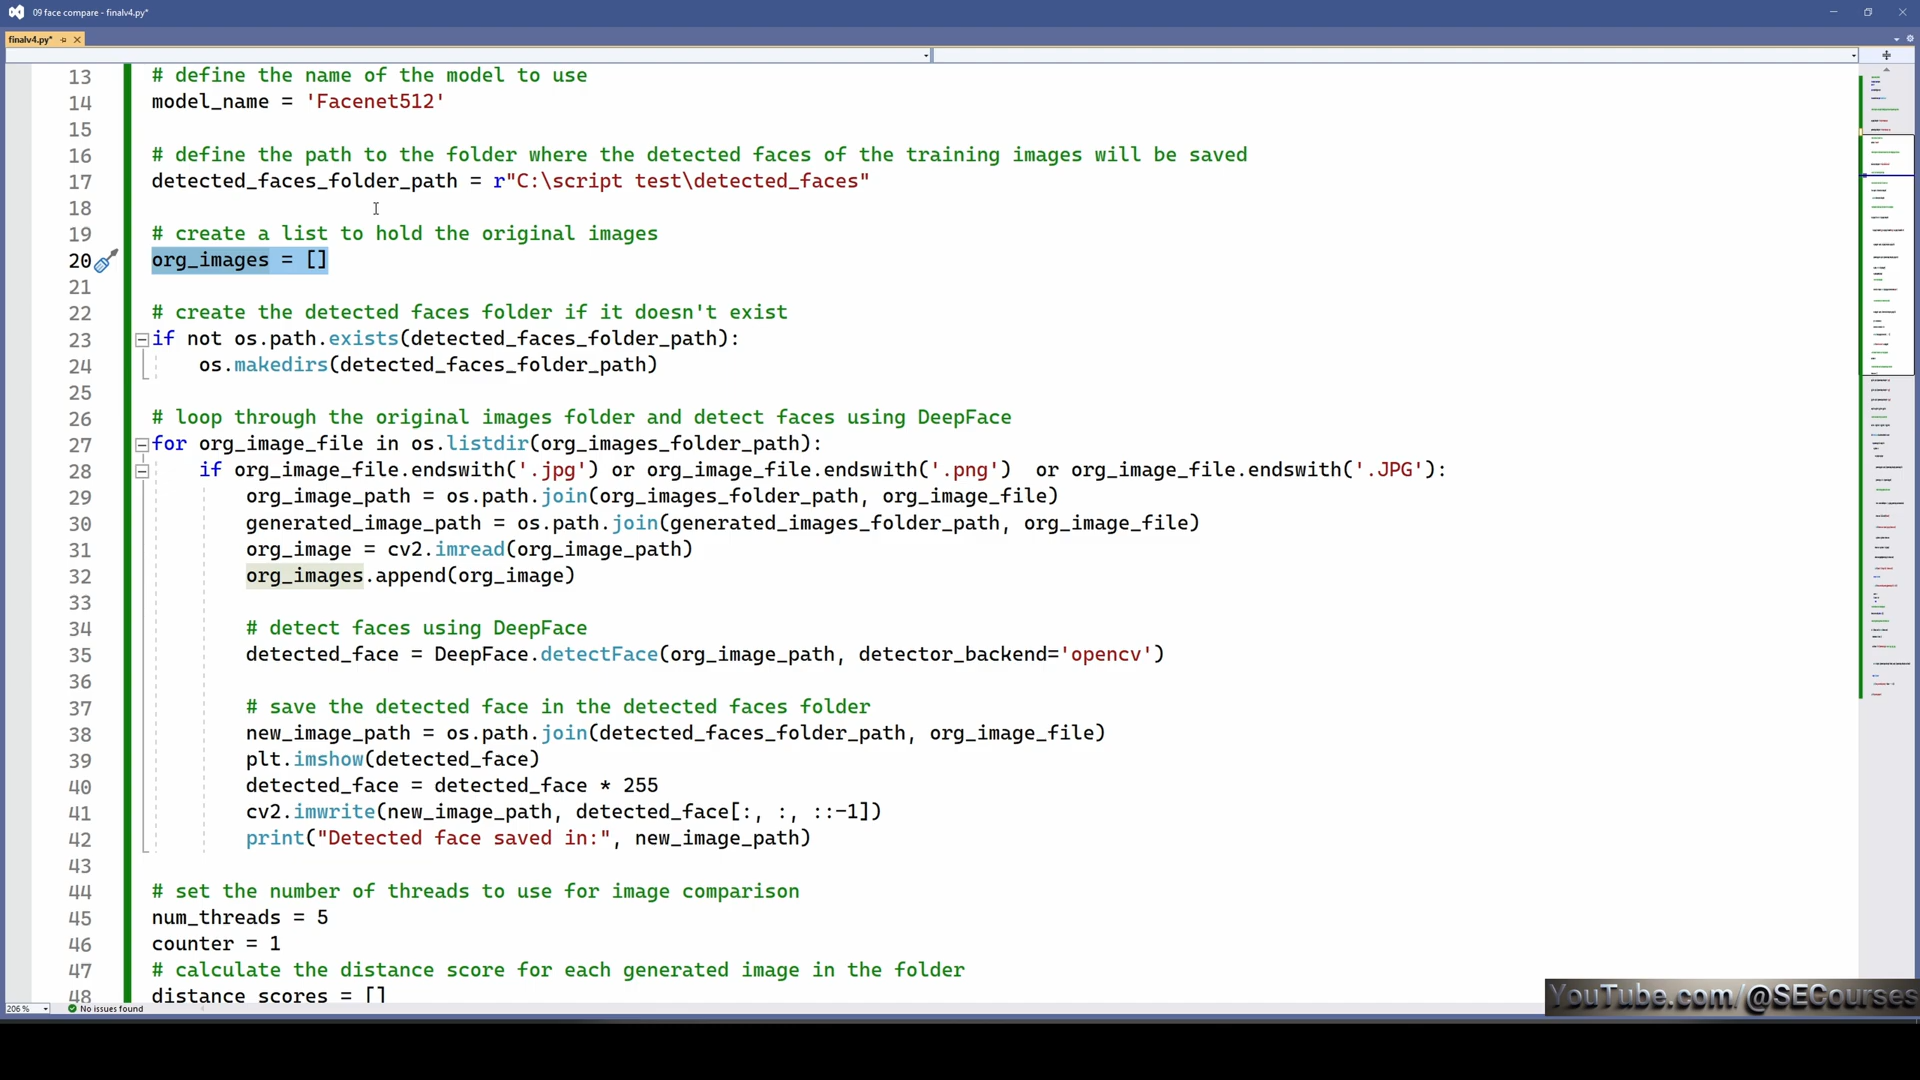 09 face compare - finalv4.py*
finalv4.py*
13 # define the name of the model to use
14 model_name = 'Facenet512'
15
16 # define the path to the folder where the detected faces of the training images will be saved
17 detected_faces_folder_path = r"C:\script test\detected_faces"
18
19 # create a list to hold the original images
20 org_images = []
21
22 # create the detected faces folder if it doesn't exist
23 if not os.path.exists(detected_faces_folder_path):
24 os.makedirs(detected_faces_folder_path)
25
26 # loop through the original images folder and detect faces using DeepFace
27 for org_image_file in os.listdir(org_images_folder_path):
28 if org_image_file.endswith('.jpg') or org_image_file.endswith('.png')  or org_image_file.endswith('.JPG'):
29 org_image_path = os.path.join(org_images_folder_path, org_image_file)
30 generated_image_path = os.path.join(generated_images_folder_path, org_image_file)
31 org_image = cv2.imread(org_image_path)
32 org_images.append(org_image)
33
34 # detect faces using DeepFace
35 detected_face = DeepFace.detectFace(org_image_path, detector_backend='opencv')
36
37 # save the detected face in the detected faces folder
38 new_image_path = os.path.join(detected_faces_folder_path, org_image_file)
39 plt.imshow(detected_face)
40 detected_face = detected_face * 255
41 cv2.imwrite(new_image_path, detected_face[:, :, ::-1])
42 print("Detected face saved in:", new_image_path)
43
44 # set the number of threads to use for image comparison
45 num_threads = 5
46 counter = 1
47 # calculate the distance score for each generated image in the folder
48 distance_scores = []
206 %
No issues found
YouTube.com/@SECourses